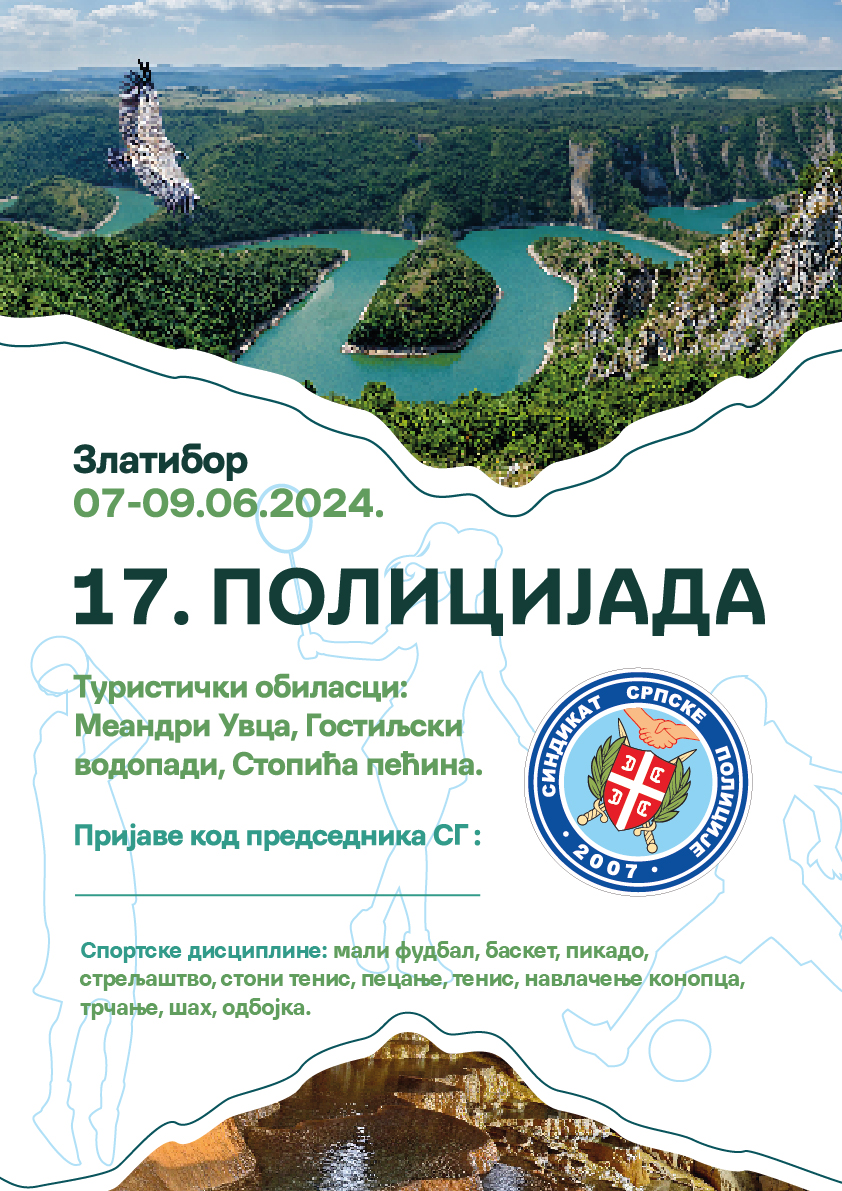 Златибор
07-09.06.2024.
17. ПОЛИЦИЈАДА
Туристички обиласци:
Меандри Увца, Гостиљски
водопади, Стопића пећина.
СИНДИКАТ СРПСКЕ ПОЛИЦИЈЕ
• 2007 •
Пријаве код председника СГ :
Спортске дисциплине: мали фудбал, баскет, пикадо,
стрељаштво, стони тенис, пецање, тенис, навлачење конопца,
трчање, шах, одбојка.